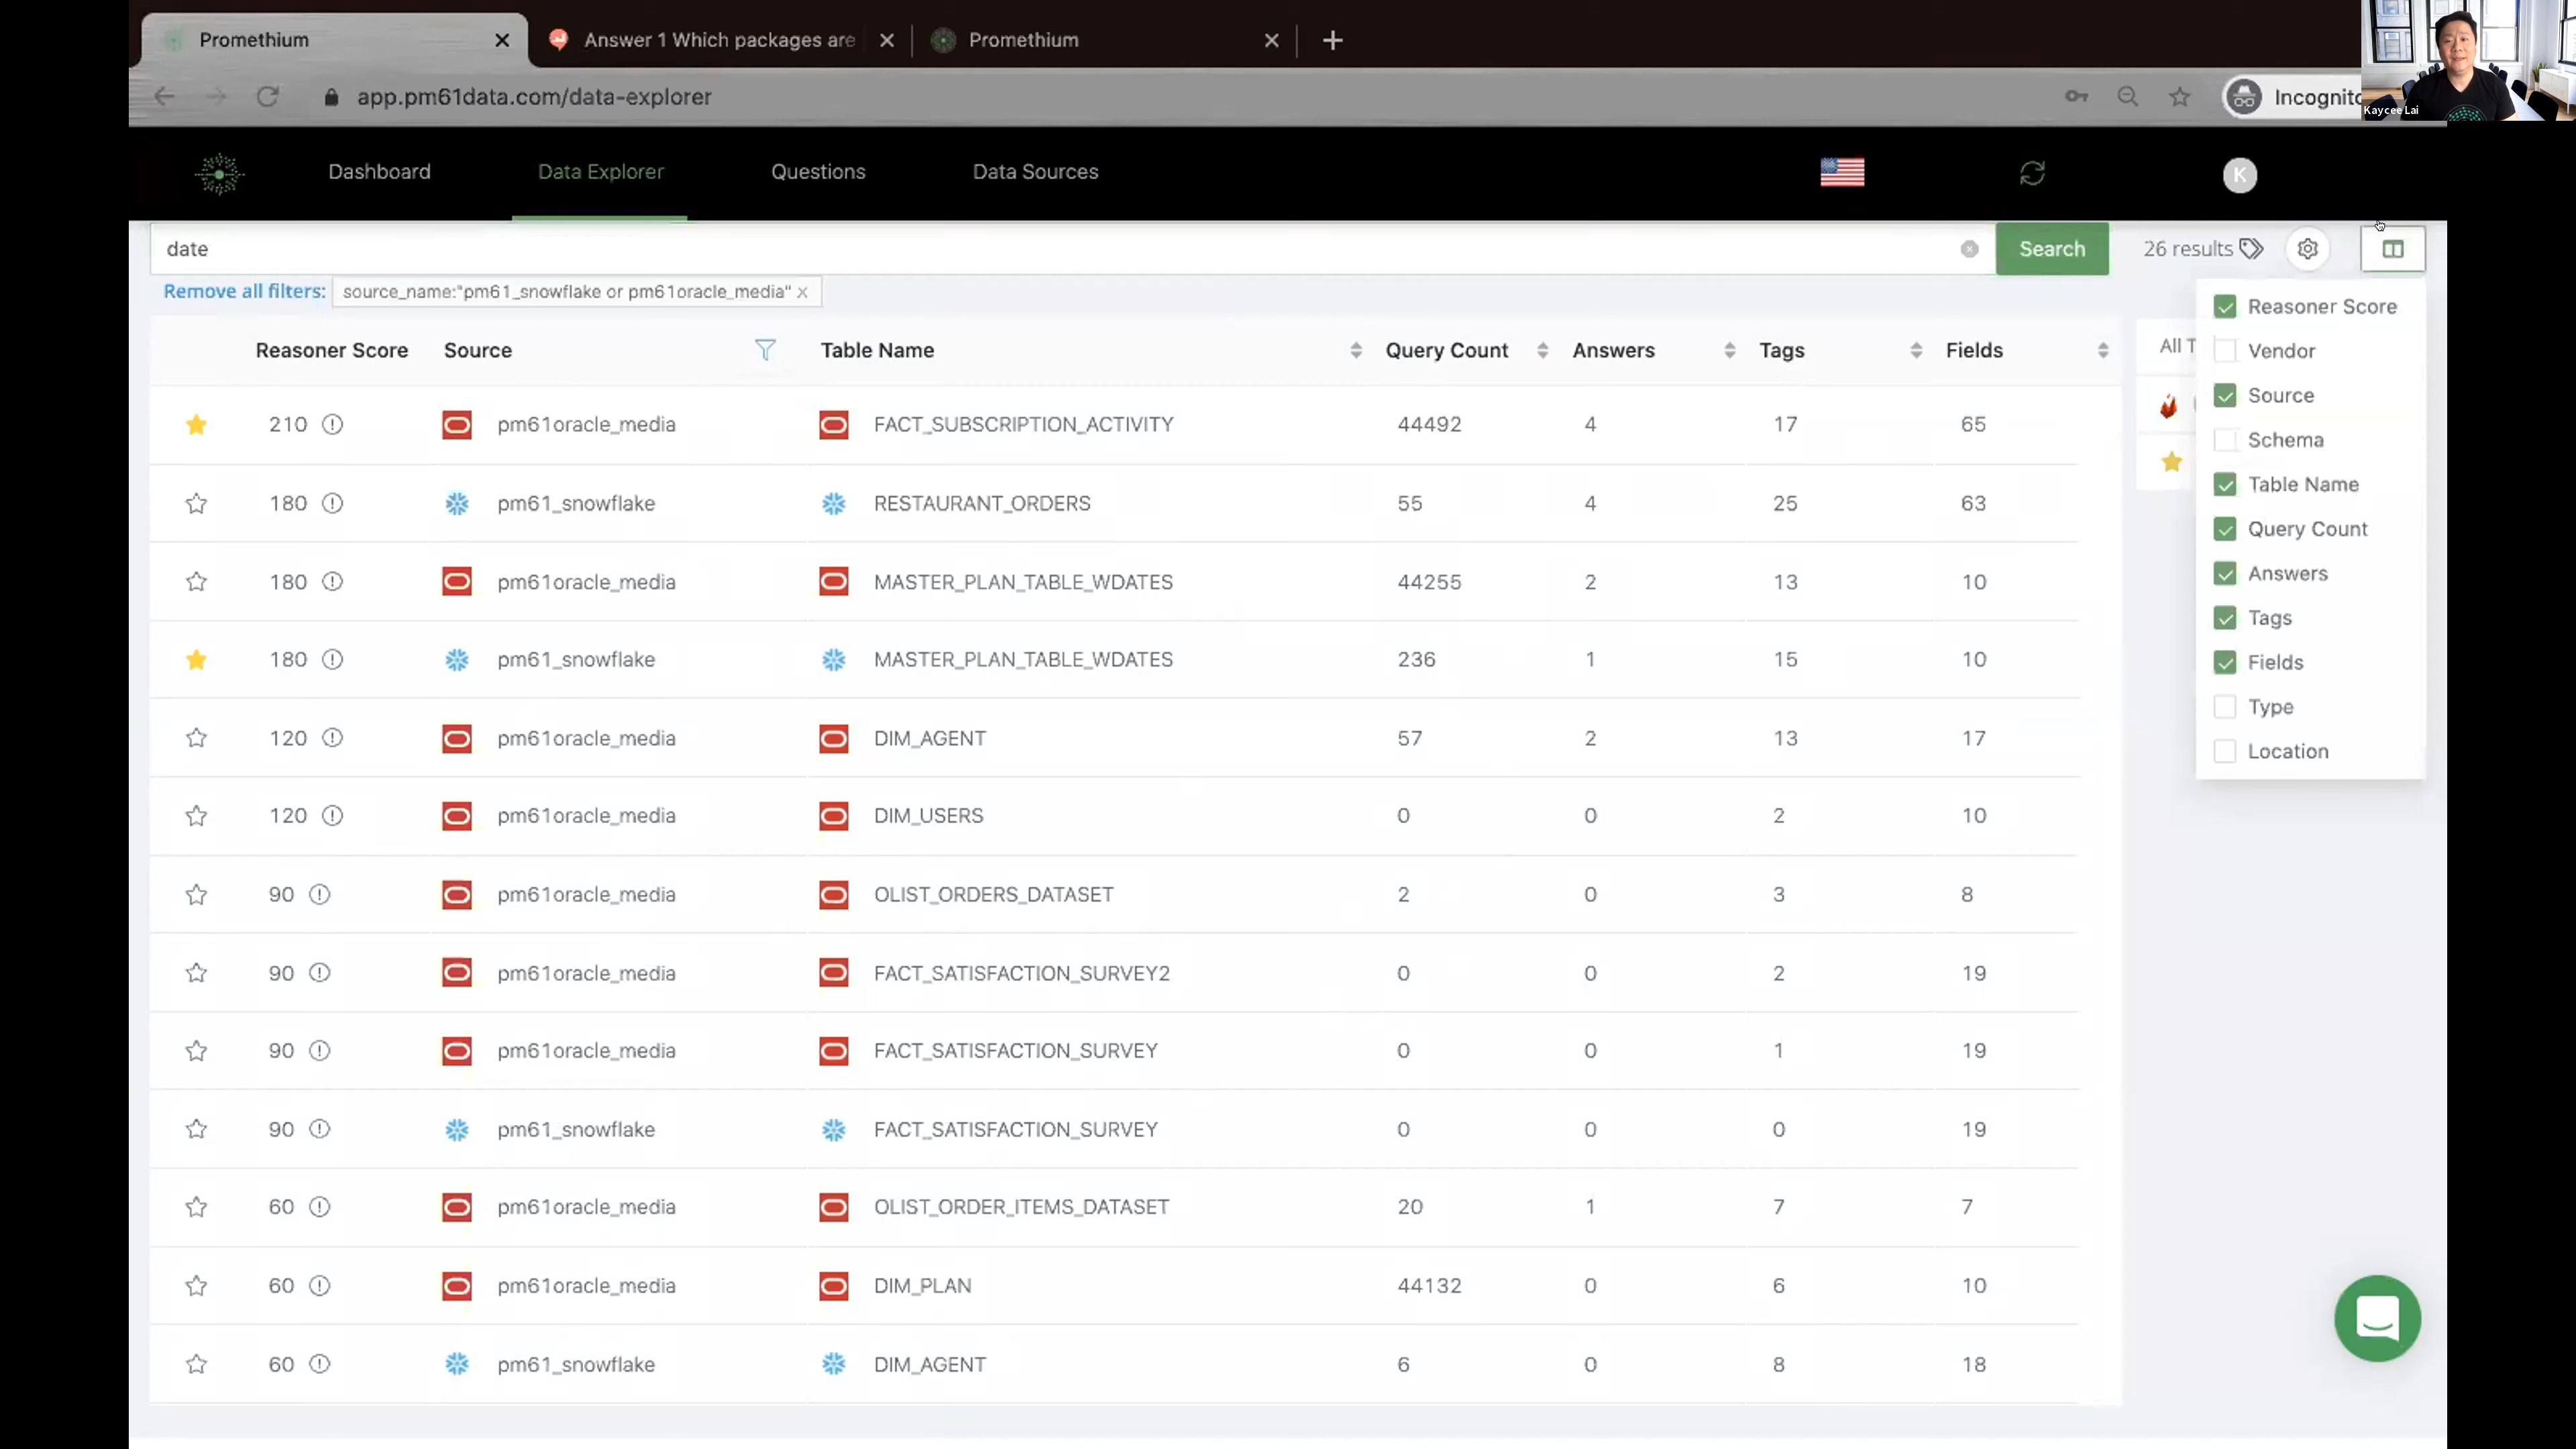 Promethium
Answer 1 Which packages are
Promethium
app.pm61data.com/data-explorer
Incognito
Kaycee Lai
Dashboard
Data Explorer
Questions
Data Sources
K
date
Search
26 results
Remove all filters:
source_name:"pm61_snowflake or pm61oracle_media" x
Reasoner Score Source Table Name Query Count Answers Tags Fields
210 pm61oracle_media FACT_SUBSCRIPTION_ACTIVITY 44492 4 17 65
180 pm61_snowflake RESTAURANT_ORDERS 55 4 25 63
180 pm61oracle_media MASTER_PLAN_TABLE_WDATES 44255 2 13 10
180 pm61_snowflake MASTER_PLAN_TABLE_WDATES 236 1 15 10
120 pm61oracle_media DIM_AGENT 57 2 13 17
120 pm61oracle_media DIM_USERS 0 0 2 10
90 pm61oracle_media OLIST_ORDERS_DATASET 2 0 3 8
90 pm61oracle_media FACT_SATISFACTION_SURVEY2 0 0 2 19
90 pm61oracle_media FACT_SATISFACTION_SURVEY 0 0 1 19
90 pm61_snowflake FACT_SATISFACTION_SURVEY 0 0 0 19
60 pm61oracle_media OLIST_ORDER_ITEMS_DATASET 20 1 7 7
60 pm61oracle_media DIM_PLAN 44132 0 6 10
60 pm61_snowflake DIM_AGENT 6 0 8 18
All T
Reasoner Score
Vendor
Source
Schema
Table Name
Query Count
Answers
Tags
Fields
Type
Location